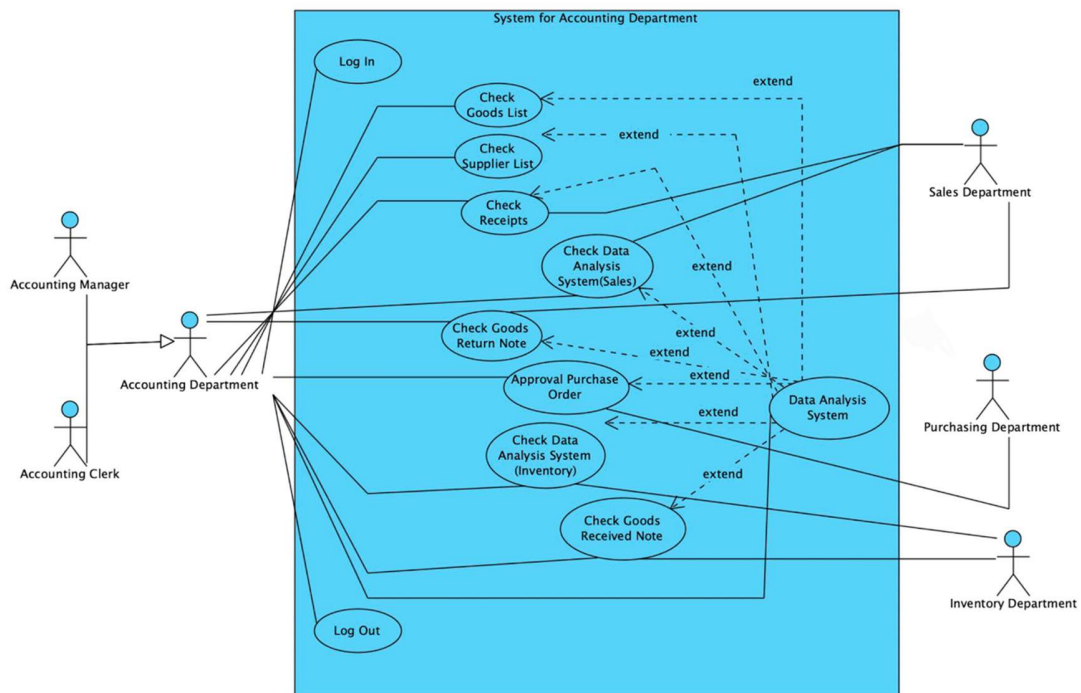 System for Accounting Department
Log In
Check
Goods List
extend
extend
Check
Supplier List
Sales Department
Check
Receipts
Check Data
Analysis
System(Sales)
extend
Accounting Manager
Check Goods
Return Note
extend
extend
Accounting Department
Approval Purchase
Order
extend
Data Analysis
System
extend
Purchasing Department
Check Data
Analysis System
(Inventory)
Accounting Clerk
extend
Check Goods
Received Note
Inventory Department
Log Out